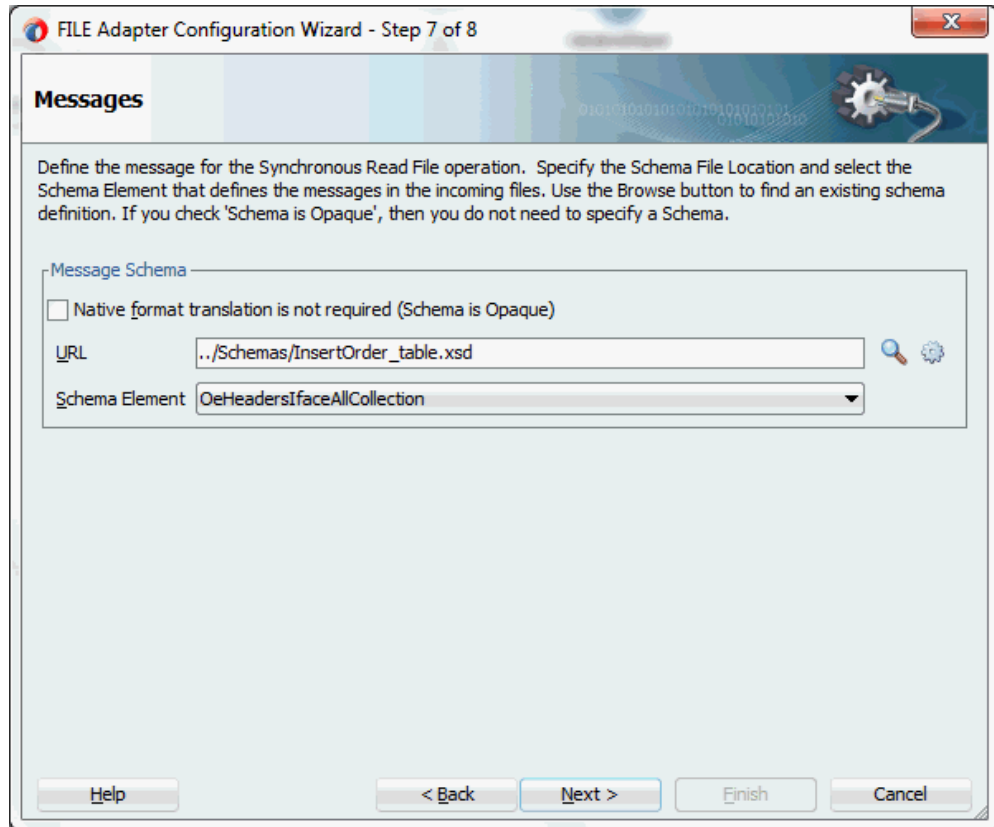 FILE Adapter Configuration Wizard - Step 7 of 8
X
Messages
Define the message for the Synchronous Read File operation.  Specify the Schema File Location and select the
Schema Element that defines the messages in the incoming files. Use the Browse button to find an existing schema
definition. If you check 'Schema is Opaque', then you do not need to specify a Schema.
Message Schema
Native format translation is not required (Schema is Opaque)
URL ../Schemas/InsertOrder_table.xsd
Schema Element OeHeadersIfaceAllCollection
Help < Back Next > Finish Cancel